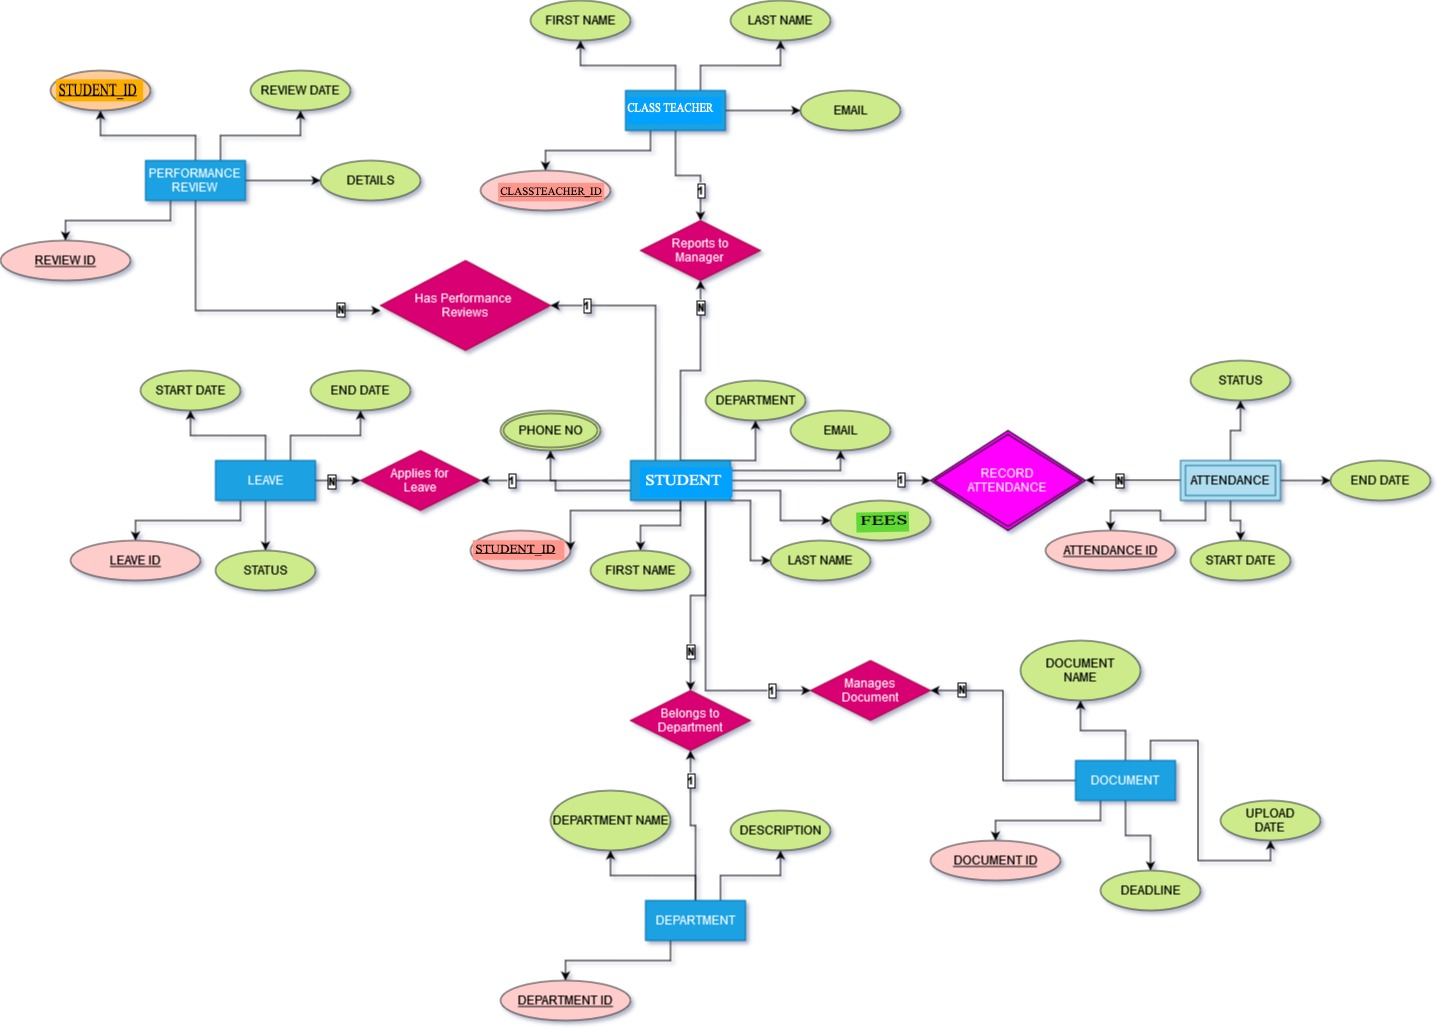 FIRST NAME
LAST NAME
STUDENT_ID
REVIEW DATE
CLASS TEACHER
EMAIL
PERFORMANCE
REVIEW
DETAILS
CLASSTEACHER_ID
1
REVIEW ID
Reports to
Manager
Has Performance
Reviews
N
1
N
START DATE
END DATE
DEPARTMENT
STATUS
PHONE NO
EMAIL
LEAVE
N
Applies for
Leave
1
STUDENT
1
RECORD
ATTENDANCE
N
ATTENDANCE
END DATE
FEES
LEAVE ID
STATUS
STUDENT_ID
FIRST NAME
LAST NAME
ATTENDANCE ID
START DATE
N
DOCUMENT
NAME
Manages
Document
1
N
Belongs to
Department
1
DOCUMENT
DEPARTMENT NAME
DESCRIPTION
UPLOAD
DATE
DOCUMENT ID
DEADLINE
DEPARTMENT
DEPARTMENT ID